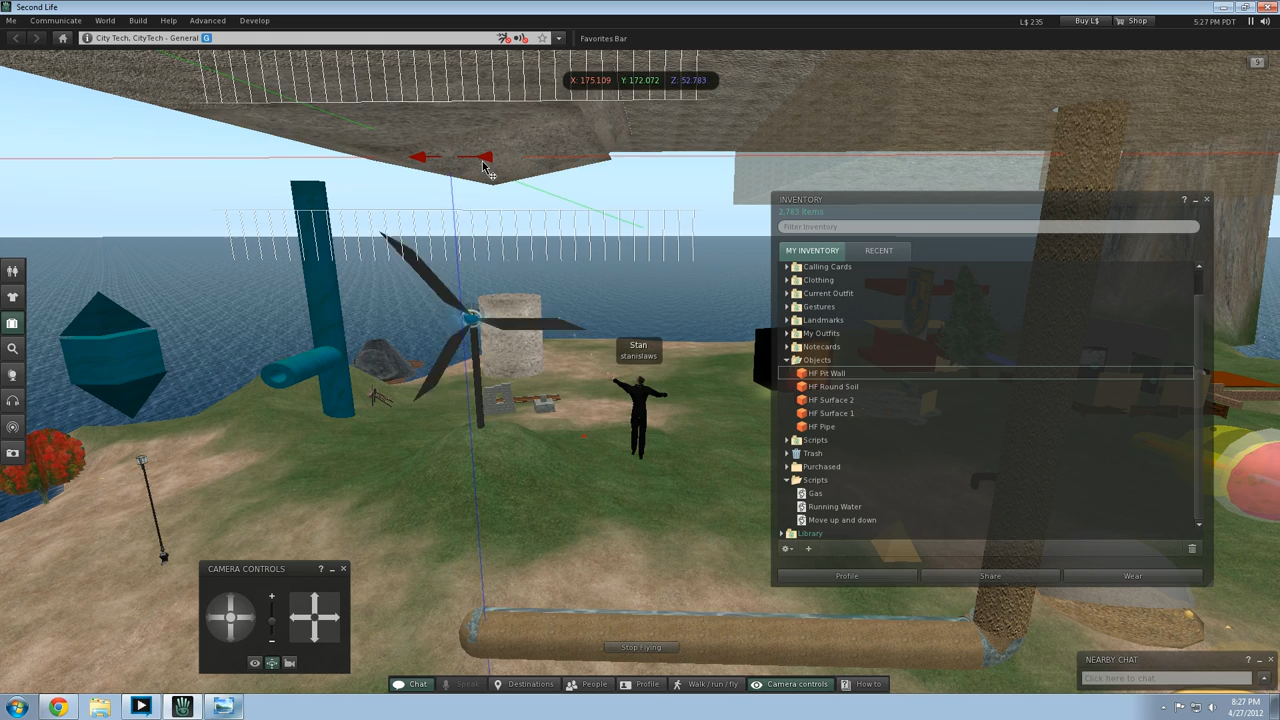 Second Life
Me Communicate World Build Help Advanced Develop
L$ 235 Buy L$ Shop 5:27 PM PDT
City Tech, CityTech - General G
Favorites Bar
9
X: 175.109 Y: 172.072 Z: 52.783
INVENTORY ?
2,783 items
Filter Inventory
MY INVENTORY RECENT
Calling Cards
Clothing
Current Outfit
Gestures
Landmarks
My Outfits
Notecards
Objects
HF Pit Wall
HF Round Soil
HF Surface 2
HF Surface 1
HF Pipe
Scripts
Trash
Purchased
Scripts
Gas
Running Water
Move up and down
Library
Profile Share Wear
Stan
stanislaws
CAMERA CONTROLS ?
Stop Flying
NEARBY CHAT ?
Click here to chat.
Chat Speak Destinations People Profile Walk / run / fly Camera controls How to
8:27 PM
4/27/2012